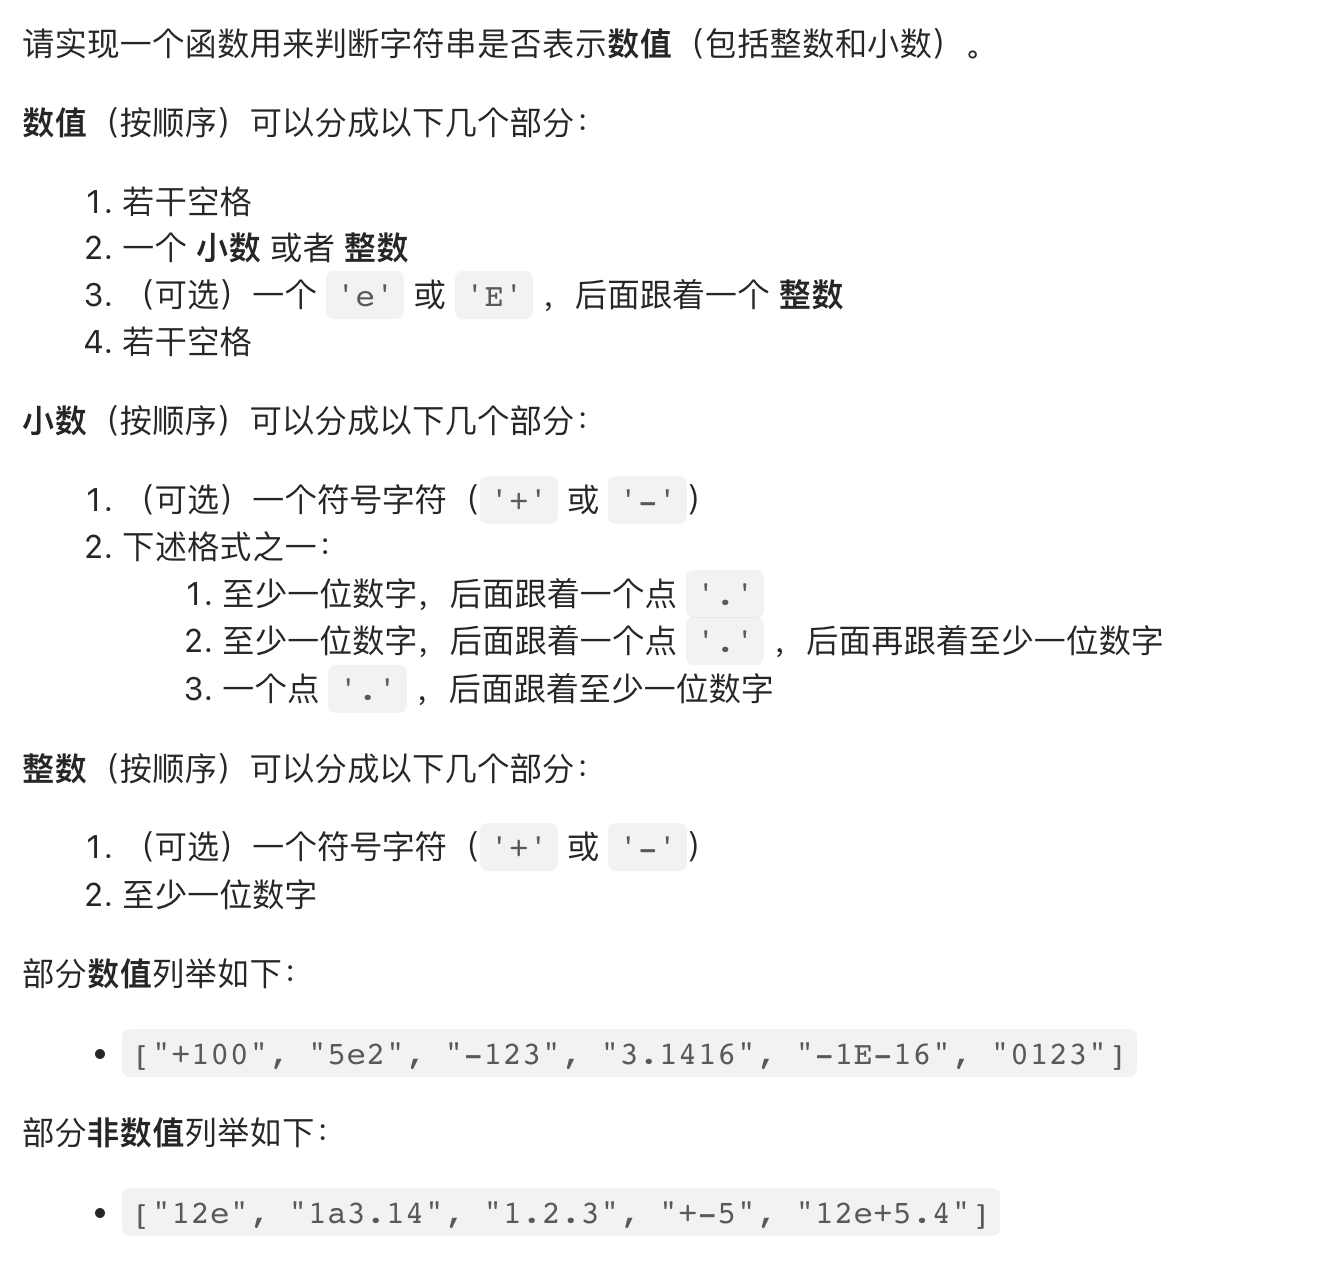 请实现一个函数用来判断字符串是否表示数值（包括整数和小数）。
数值（按顺序）可以分成以下几个部分：
1. 若干空格
2. 一个 小数 或者 整数
3. （可选）一个 'e' 或 'E' ，后面跟着一个 整数
4. 若干空格
小数（按顺序）可以分成以下几个部分：
1. （可选）一个符号字符（'+' 或 '-'）
2. 下述格式之一：
1. 至少一位数字，后面跟着一个点 '.'
2. 至少一位数字，后面跟着一个点 '.' ，后面再跟着至少一位数字
3. 一个点 '.' ，后面跟着至少一位数字
整数（按顺序）可以分成以下几个部分：
1. （可选）一个符号字符（'+' 或 '-'）
2. 至少一位数字
部分数值列举如下：
• ["+100", "5e2", "-123", "3.1416", "-1E-16", "0123"]
部分非数值列举如下：
• ["12e", "1a3.14", "1.2.3", "+-5", "12e+5.4"]